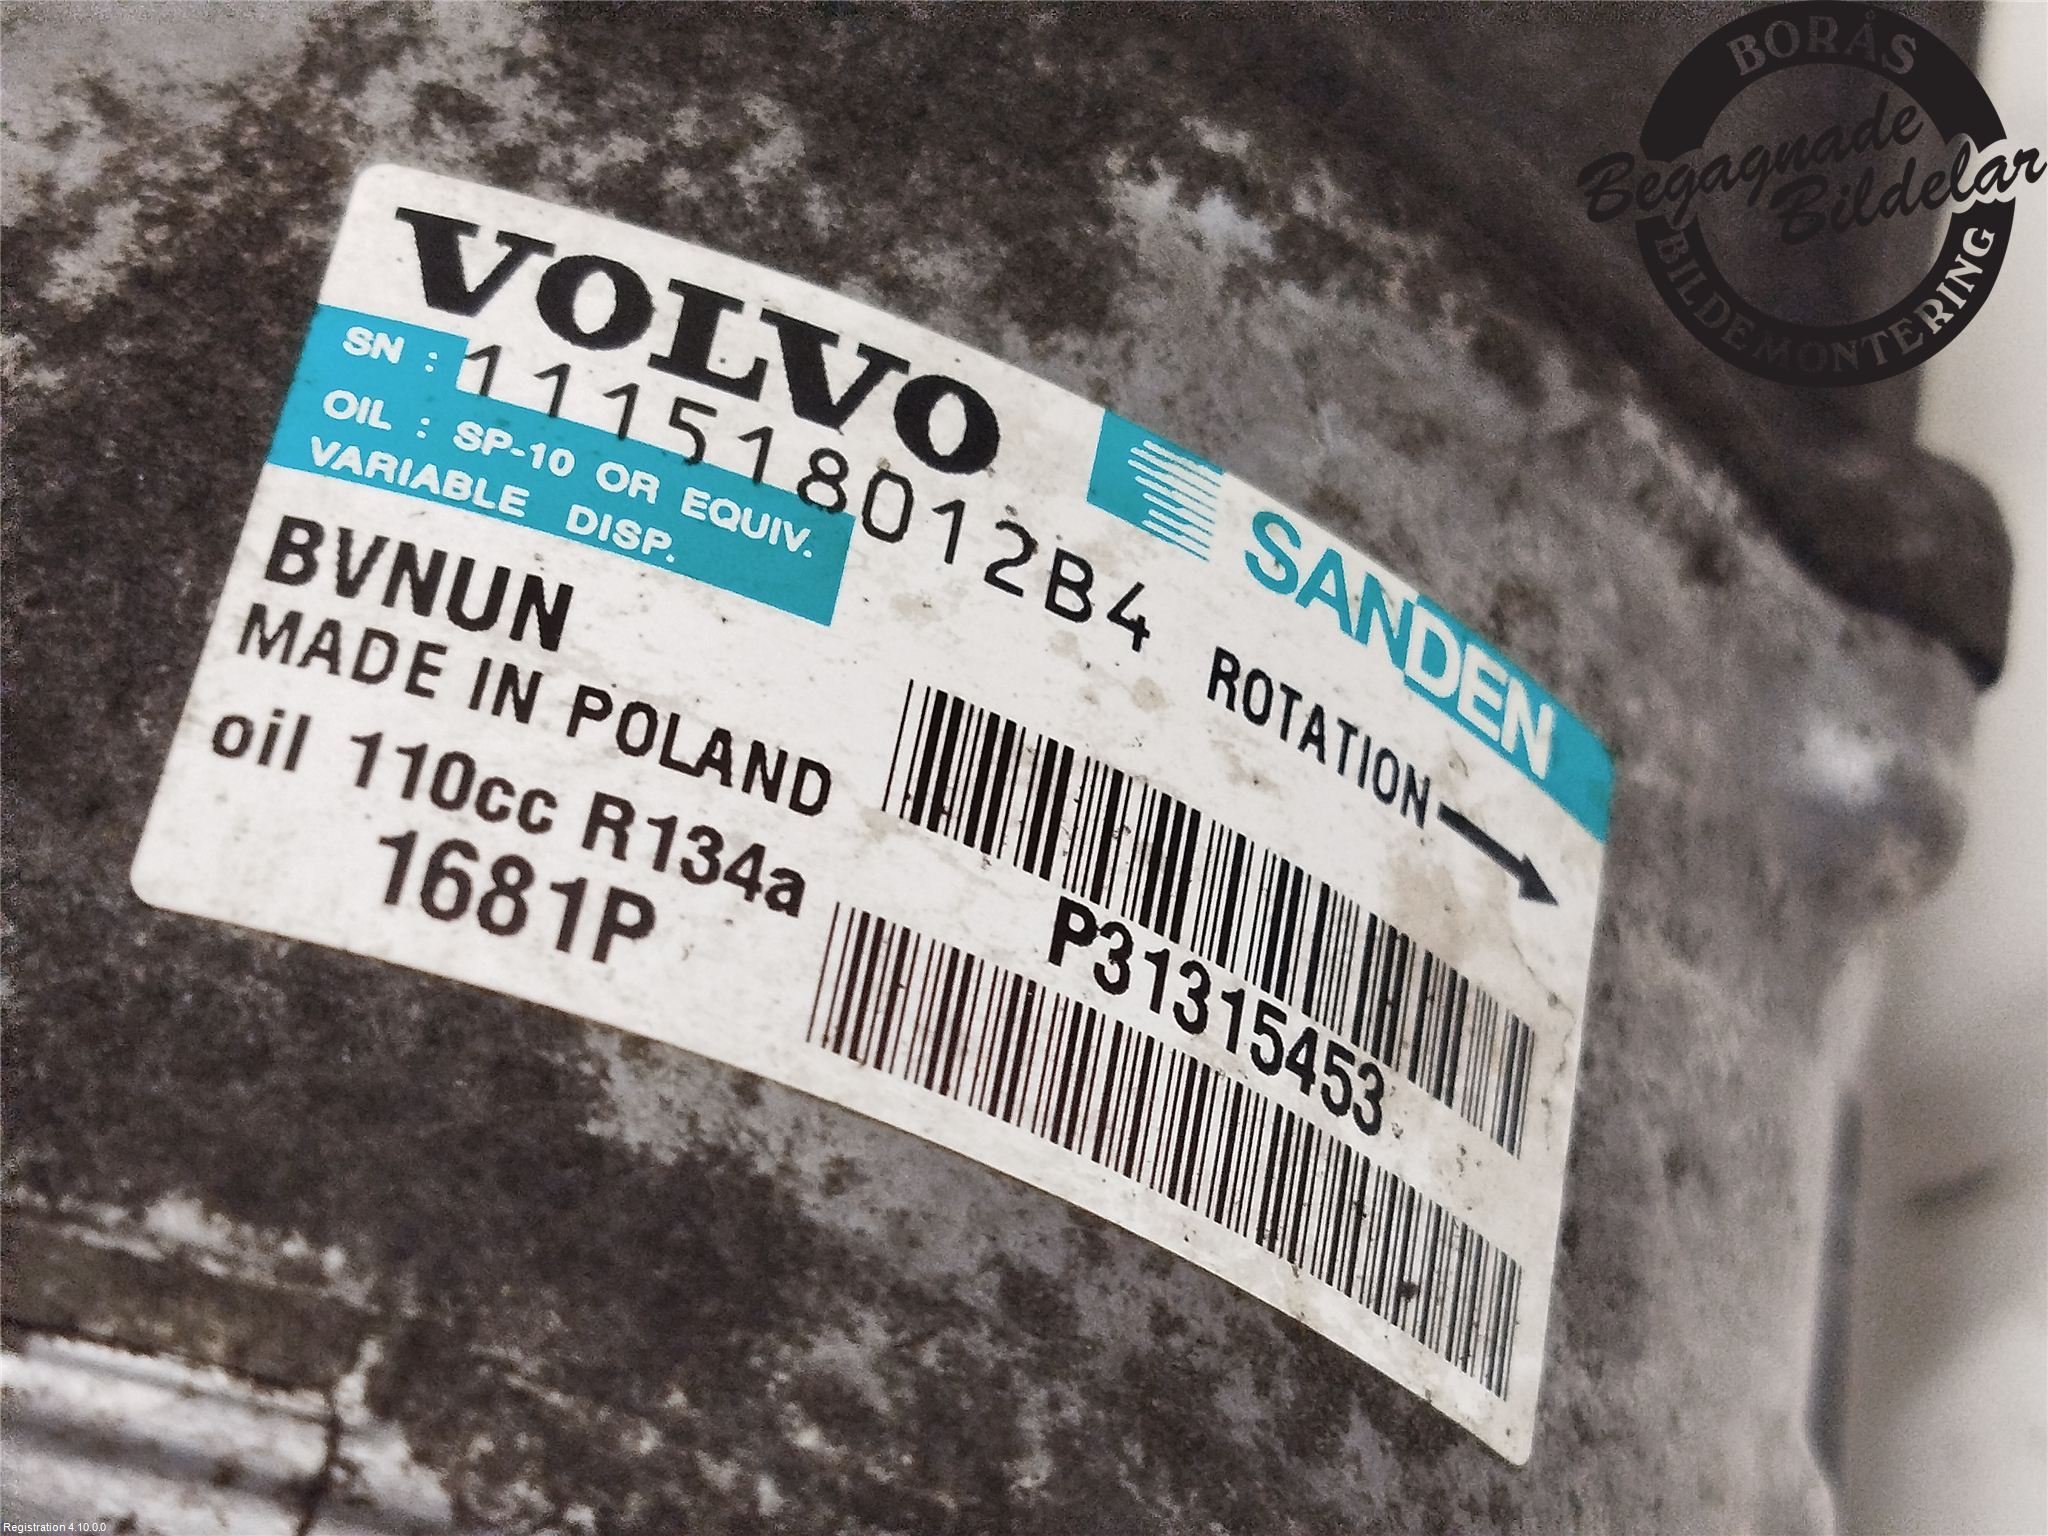 VOLVO
SANDEN
SN : 111518012B4
OIL : SP-10 OR EQUIV.
VARIABLE DISP.
ROTATION
BVNUN
MADE IN POLAND
oil 110cc R134a
1681P
P31315453
BORÅS
Begagnade
Bildelar
BILDEMONTERING
Registration 4.10.0.0